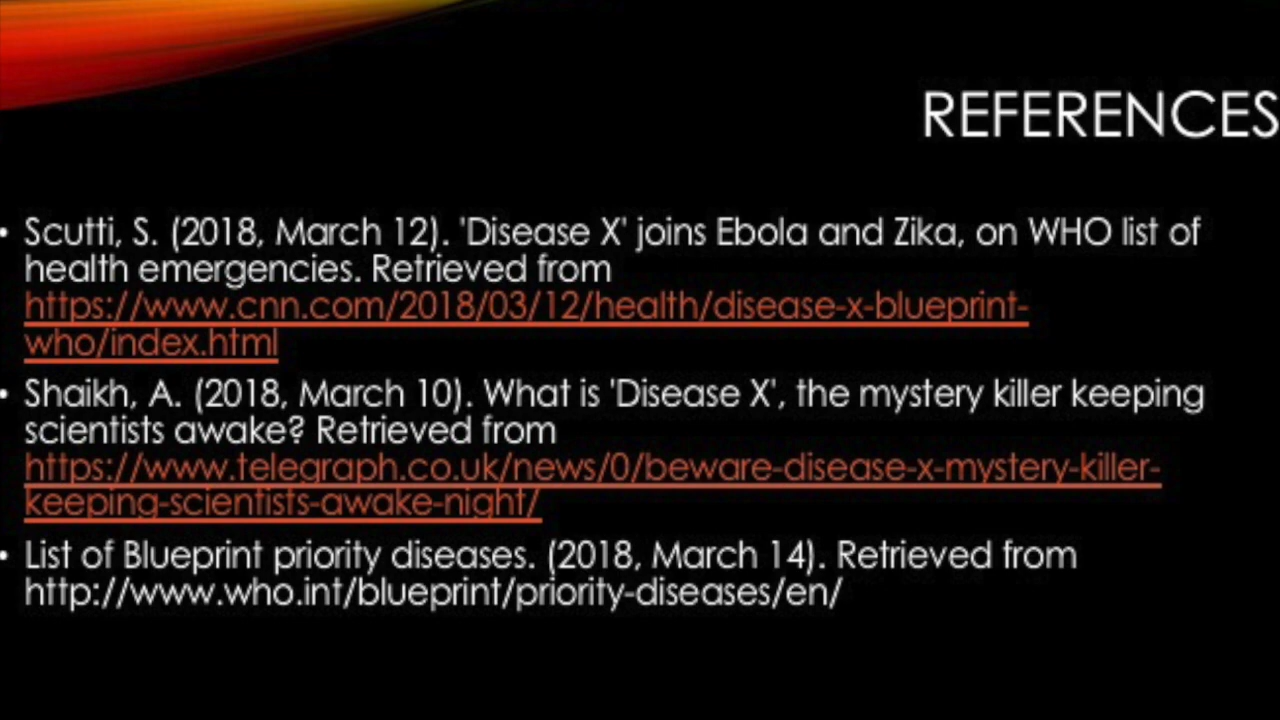 REFERENCES
• Scutti, S. (2018, March 12). 'Disease X' joins Ebola and Zika, on WHO list of
health emergencies. Retrieved from
https://www.cnn.com/2018/03/12/health/disease-x-blueprint-
who/index.html
• Shaikh, A. (2018, March 10). What is 'Disease X', the mystery killer keeping
scientists awake? Retrieved from
https://www.telegraph.co.uk/news/0/beware-disease-x-mystery-killer-
keeping-scientists-awake-night/
• List of Blueprint priority diseases. (2018, March 14). Retrieved from
http://www.who.int/blueprint/priority-diseases/en/